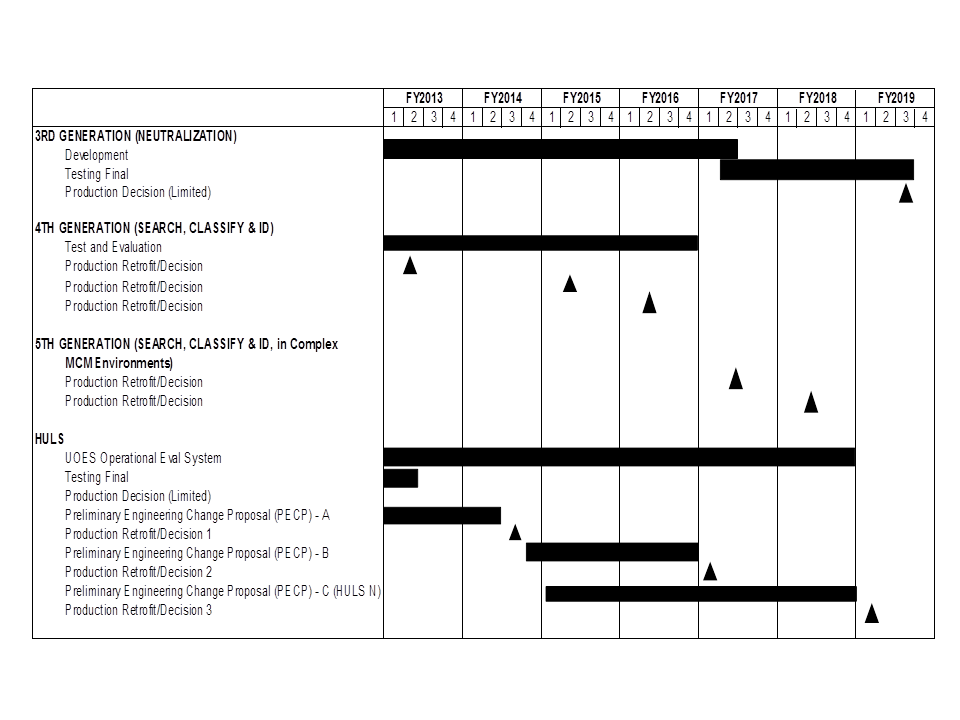 FY2013 FY2014 FY2015 FY2016 FY2017 FY2018 FY2019
1 2 3 4 1 2 3 4 1 2 3 4 1 2 3 4 1 2 3 4 1 2 3 4 1 2 3 4
3RD GENERATION (NEUTRALIZATION)
Development
Testing Final
Production Decision (Limited)
4TH GENERATION (SEARCH, CLASSIFY & ID)
Test and Evaluation
Production Retrofit/Decision
Production Retrofit/Decision
Production Retrofit/Decision
5TH GENERATION (SEARCH, CLASSIFY & ID, in Complex
MCM Environments)
Production Retrofit/Decision
Production Retrofit/Decision
HULS
UOES Operational Eval System
Testing Final
Production Decision (Limited)
Preliminary Engineering Change Proposal (PECP) - A
Production Retrofit/Decision 1
Preliminary Engineering Change Proposal (PECP) - B
Production Retrofit/Decision 2
Preliminary Engineering Change Proposal (PECP) - C (HULS N)
Production Retrofit/Decision 3